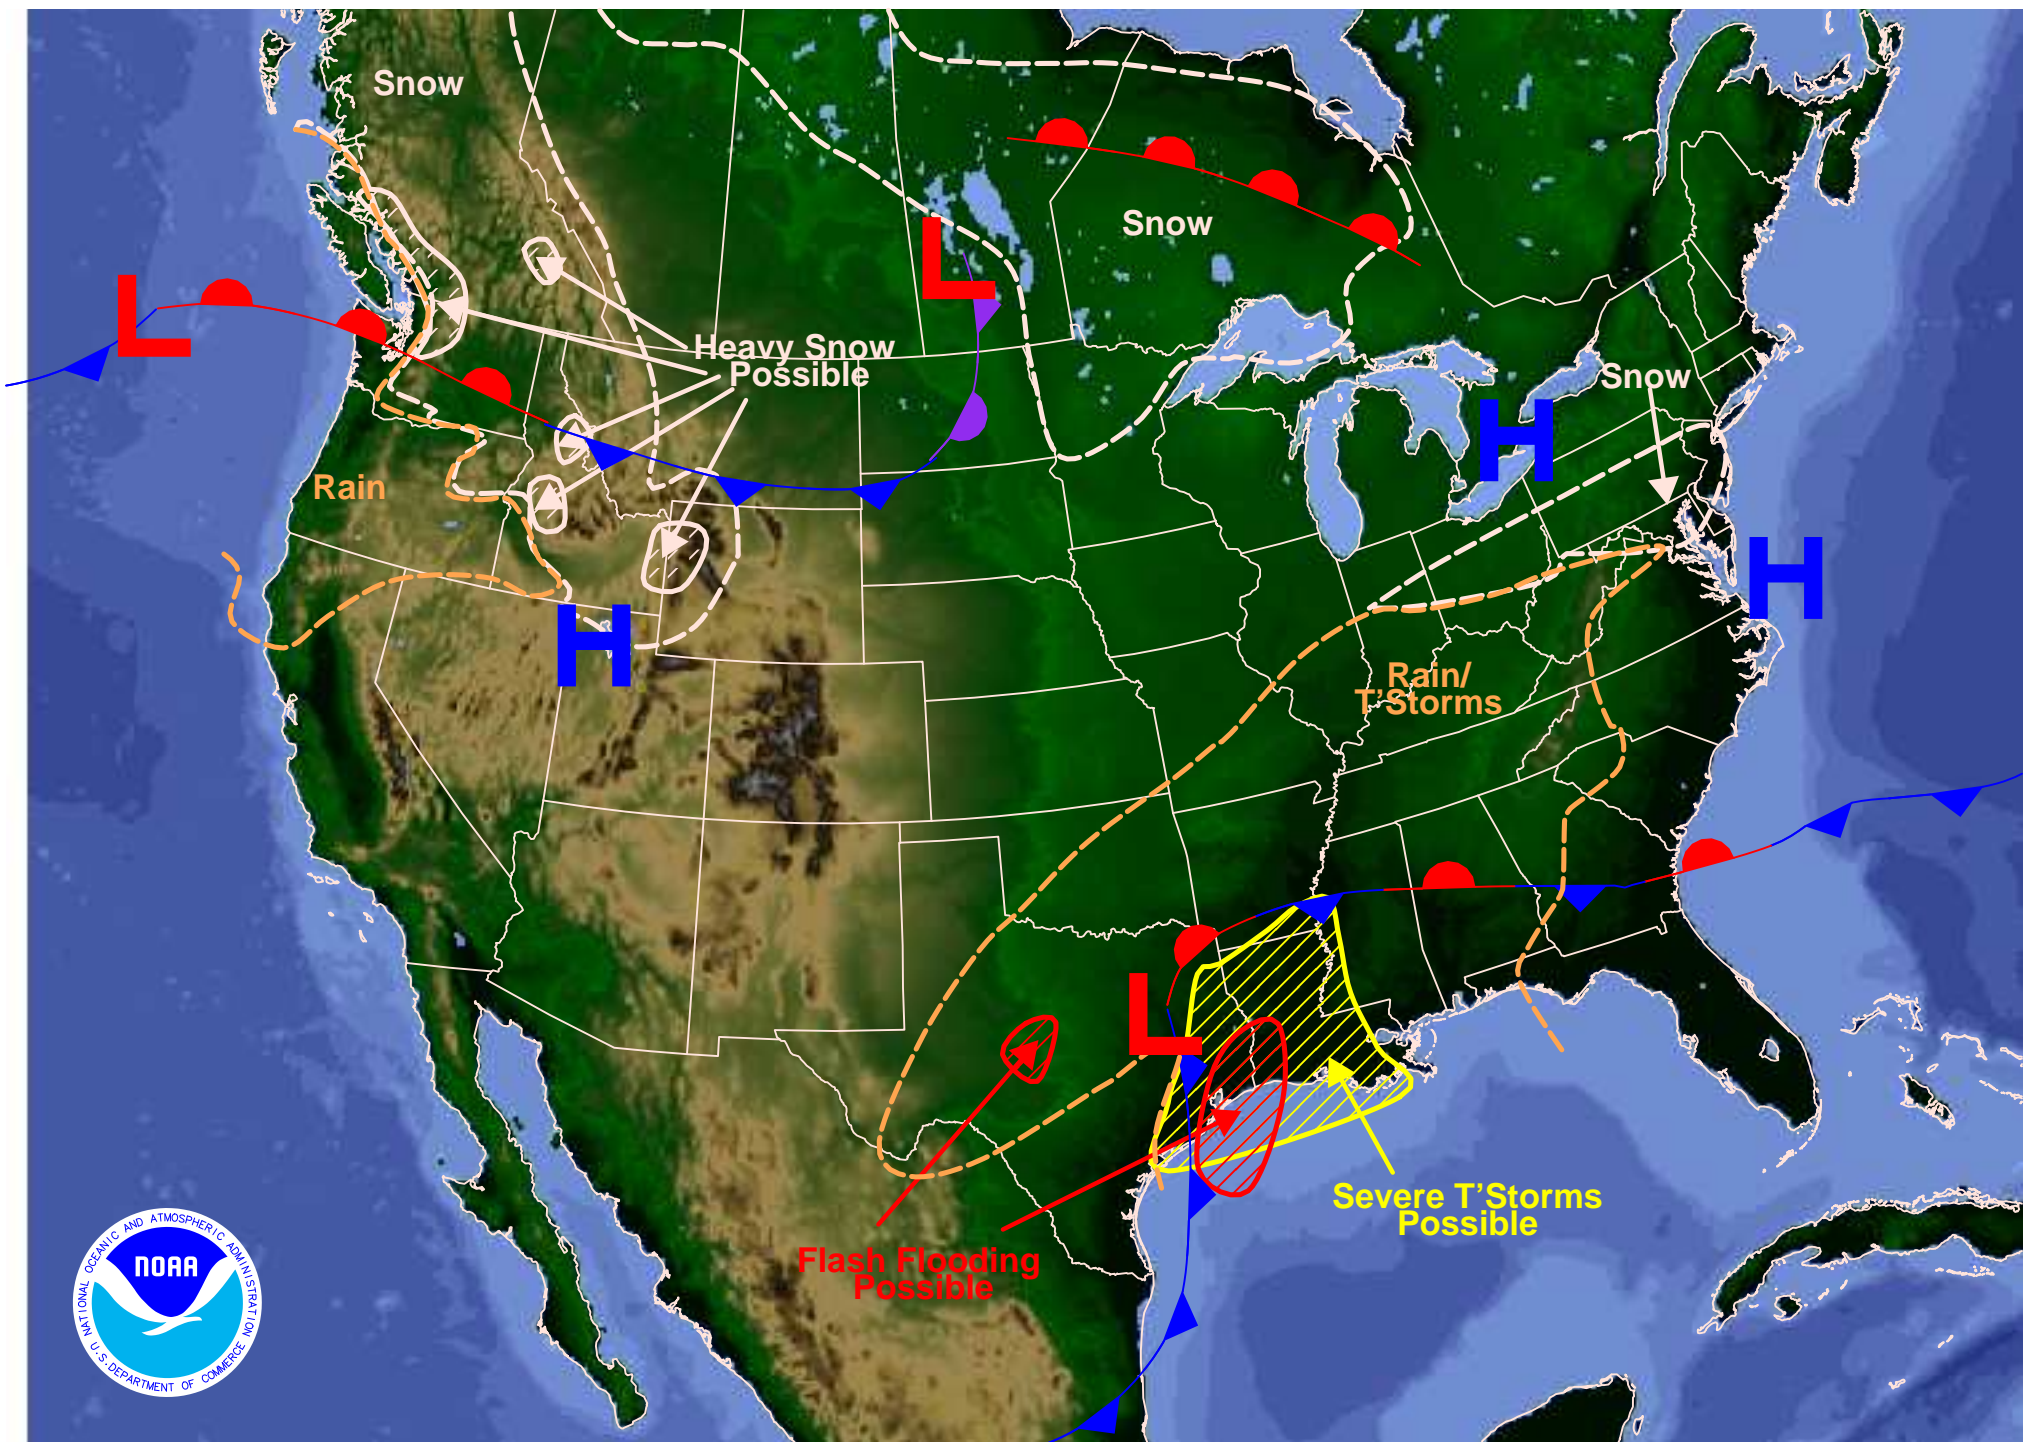 Snow
Snow
L
L
Heavy Snow
Possible
Snow
H
Rain
H
H
Rain/
T'Storms
L
Severe T'Storms
Possible
Flash Flooding
Possible
NATIONAL OCEANIC AND ATMOSPHERIC ADMINISTRATION
NOAA
U.S. DEPARTMENT OF COMMERCE